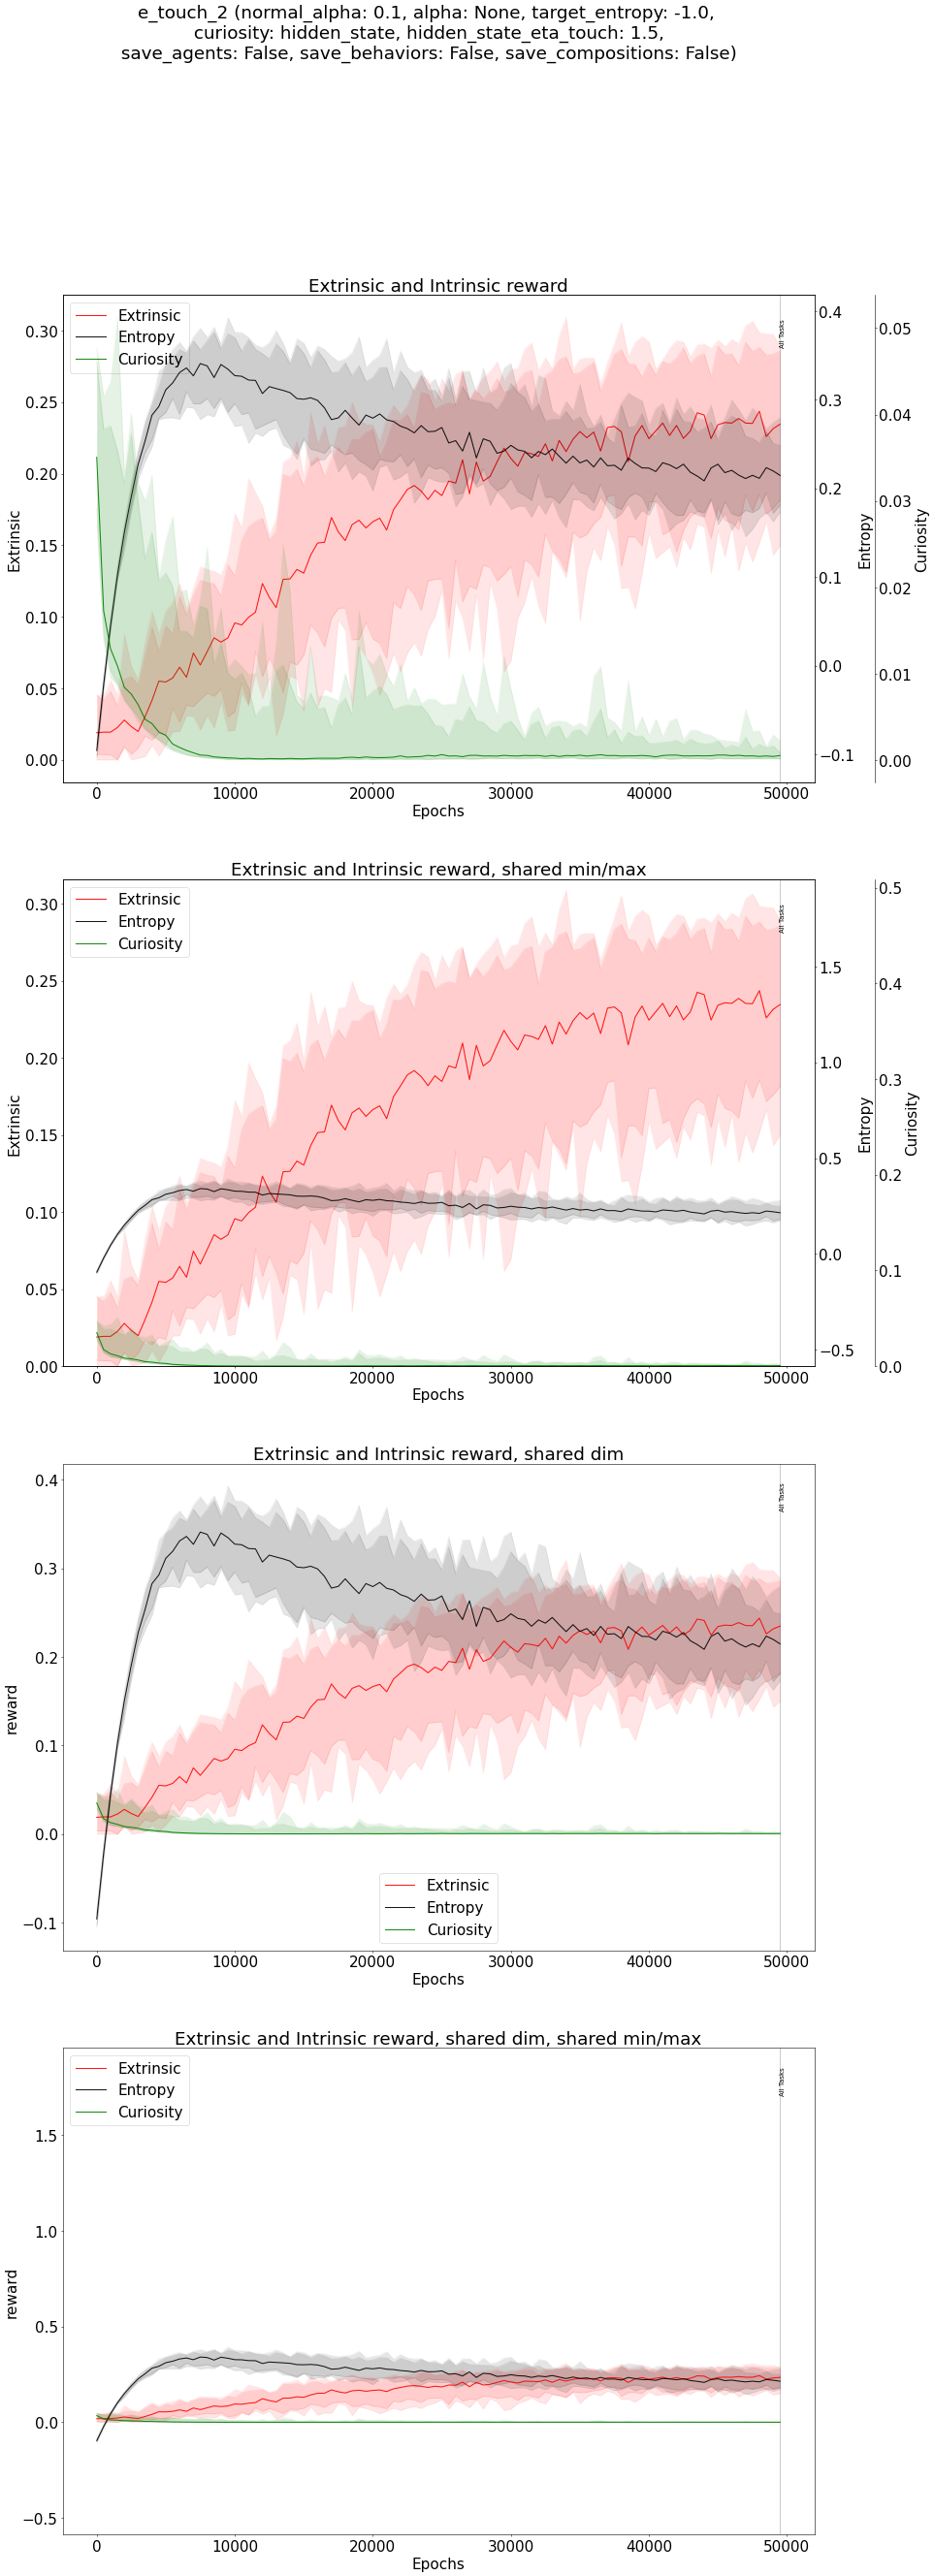 e_touch_2 (normal_alpha: 0.1, alpha: None, target_entropy: -1.0,
curiosity: hidden_state, hidden_state_eta_touch: 1.5,
save_agents: False, save_behaviors: False, save_compositions: False)
Extrinsic and Intrinsic reward
Extrinsic
Entropy
Curiosity
All Tasks
0.30
0.25
0.20
0.15
0.10
0.05
0.00
Extrinsic
0.4
0.3
0.2
0.1
0.0
−0.1
Entropy
0.05
0.04
0.03
0.02
0.01
0.00
Curiosity
0 10000 20000 30000 40000 50000
Epochs
Extrinsic and Intrinsic reward, shared min/max
Extrinsic
Entropy
Curiosity
All Tasks
0.30
0.25
0.20
0.15
0.10
0.05
0.00
Extrinsic
1.5
1.0
0.5
0.0
−0.5
Entropy
0.5
0.4
0.3
0.2
0.1
0.0
Curiosity
0 10000 20000 30000 40000 50000
Epochs
Extrinsic and Intrinsic reward, shared dim
All Tasks
0.4
0.3
0.2
0.1
0.0
−0.1
reward
Extrinsic
Entropy
Curiosity
0 10000 20000 30000 40000 50000
Epochs
Extrinsic and Intrinsic reward, shared dim, shared min/max
Extrinsic
Entropy
Curiosity
All Tasks
1.5
1.0
0.5
0.0
−0.5
reward
0 10000 20000 30000 40000 50000
Epochs